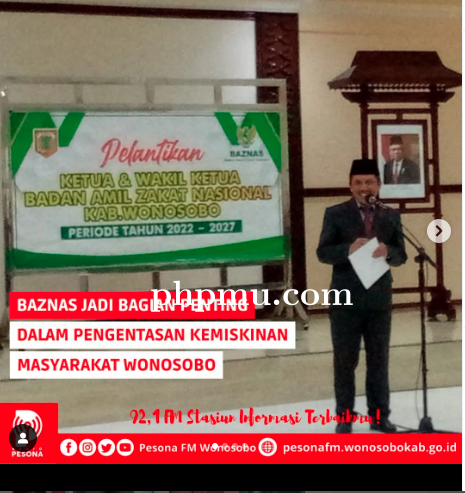 Pelantikan
BAZNAS
KETUA & WAKIL KETUA
BADAN AMIL ZAKAT NASIONAL
KAB.WONOSOBO
PERIODE TAHUN 2022 - 2027
phpmu.com
BAZNAS JADI BAGIAN PENTING
DALAM PENGENTASAN KEMISKINAN
MASYARAKAT WONOSOBO
92,4 FM Stasiun Informasi Terbaikmu!
PESONA
Pesona FM Wonosobo
pesonafm.wonosobokab.go.id